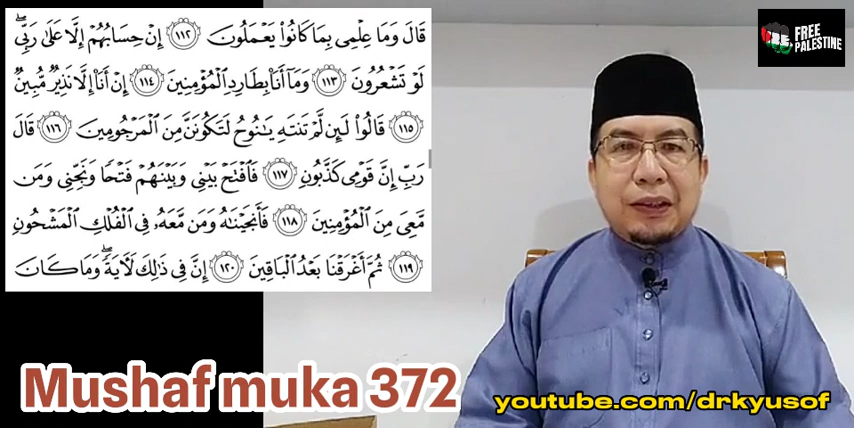 قَالَ وَمَا عِلْمِى بِمَا كَانُوا۟ يَعْمَلُونَ ١١٢ إِنْ حِسَابُهُمْ إِلَّا عَلَىٰ رَبِّى ۖ
لَوْ تَشْعُرُونَ ١١٣ وَمَآ أَنَا۠ بِطَارِدِ ٱلْمُؤْمِنِينَ ١١٤ إِنْ أَنَا۠ إِلَّا نَذِيرٌ مُّبِينٌ
١١٥ قَالُوا۟ لَئِن لَّمْ تَنتَهِ يَـٰنُوحُ لَتَكُونَنَّ مِنَ ٱلْمَرْجُومِينَ ١١٦ قَالَ
رَبِّ إِنَّ قَوْمِى كَذَّبُونِ ١١٧ فَٱفْتَحْ بَيْنِى وَبَيْنَهُمْ فَتْحًا وَنَجِّنِى وَمَن
مَّعِىَ مِنَ ٱلْمُؤْمِنِينَ ١١٨ فَأَنجَيْنَـٰهُ وَمَن مَّعَهُۥ فِى ٱلْفُلْكِ ٱلْمَشْحُونِ
١١٩ ثُمَّ أَغْرَقْنَا بَعْدُ ٱلْبَاقِينَ ١٢٠ إِنَّ فِى ذَٰلِكَ لَـَٔايَةً ۖ وَمَا كَانَ
FREE
PALESTINE
Mushaf muka 372
youtube.com/drkyusof